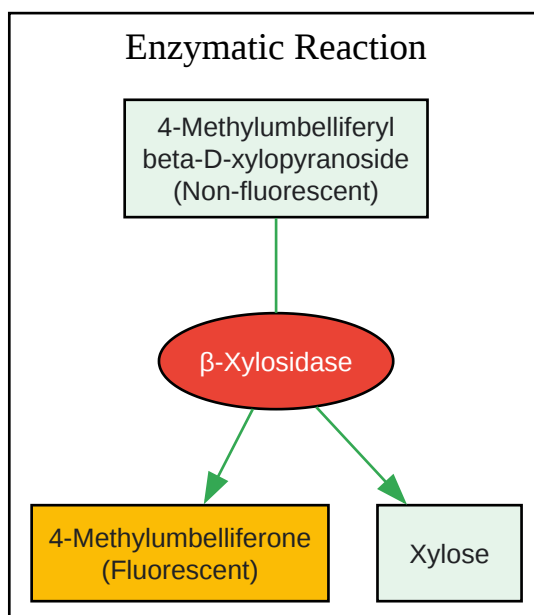 Enzymatic Reaction
4-Methylumbelliferyl
beta-D-xylopyranoside
(Non-fluorescent)
β-Xylosidase
4-Methylumbelliferone
(Fluorescent)
Xylose